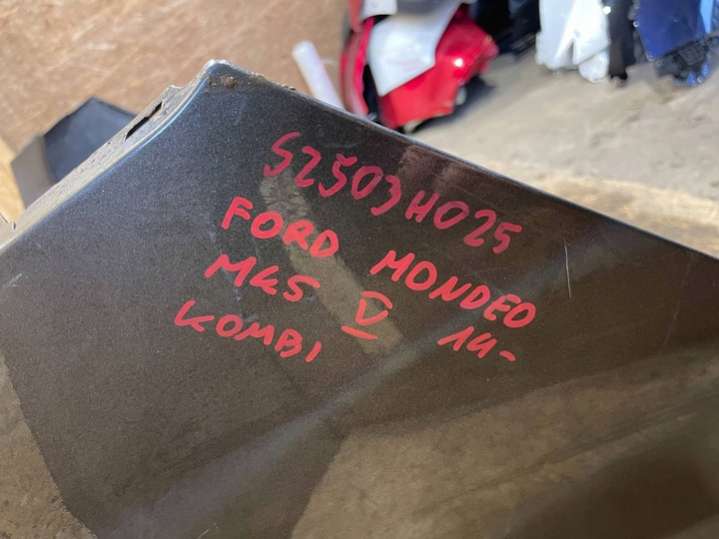 S2503H025
FORD MONDEO
MK5 V 14-
KOMBI